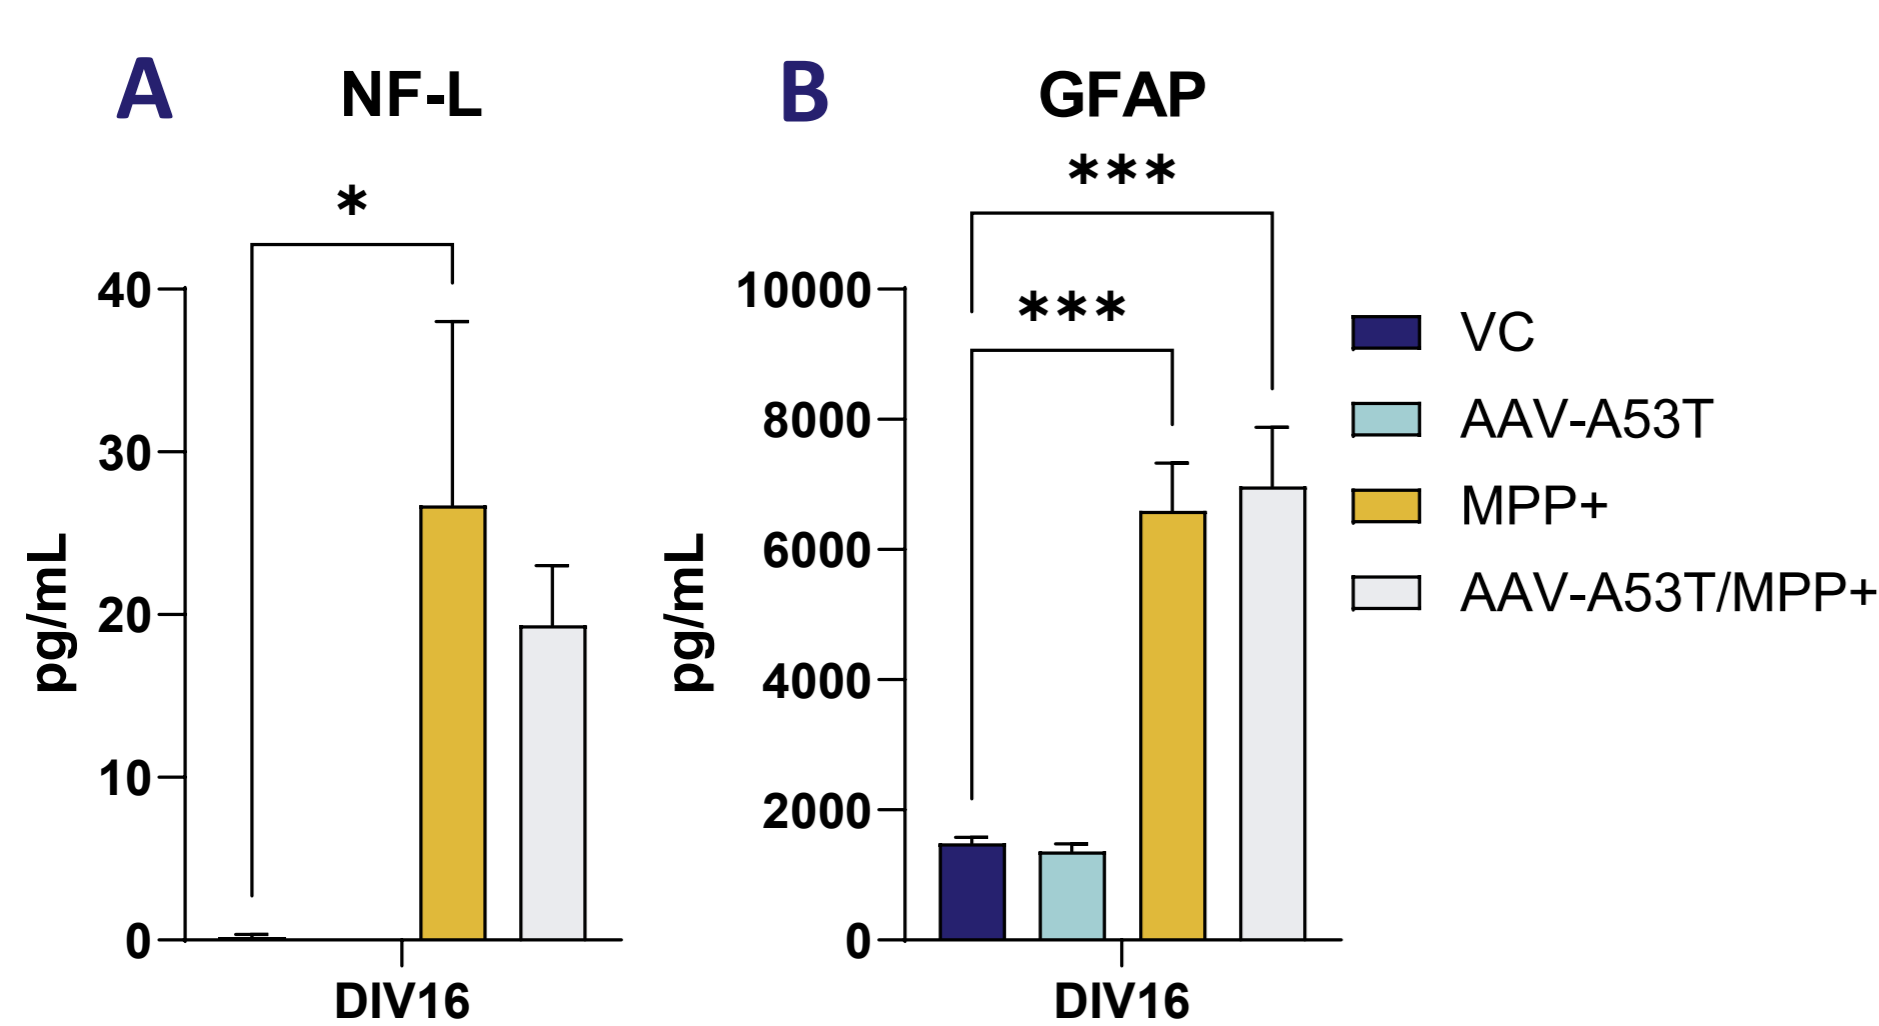 A
NF-L
*
40
30
20
10
0
pg/mL
DIV16
B
GFAP
***
***
10000
8000
6000
4000
2000
0
pg/mL
DIV16
VC
AAV-A53T
MPP+
AAV-A53T/MPP+